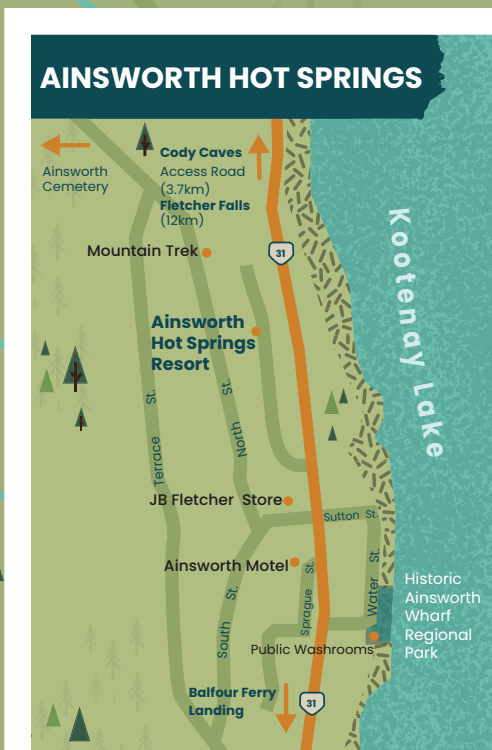 AINSWORTH HOT SPRINGS
Ainsworth
Cemetery
Cody Caves
Access Road
(3.7km)
Fletcher Falls
(12km)
Mountain Trek
31
Kootenay Lake
Ainsworth
Hot Springs
Resort
Terrace St.
North St.
JB Fletcher Store
Sutton St.
Ainsworth Motel
South St.
Sprague St.
Water St.
Historic
Ainsworth
Wharf
Regional
Park
Public Washrooms
Balfour Ferry
Landing
31